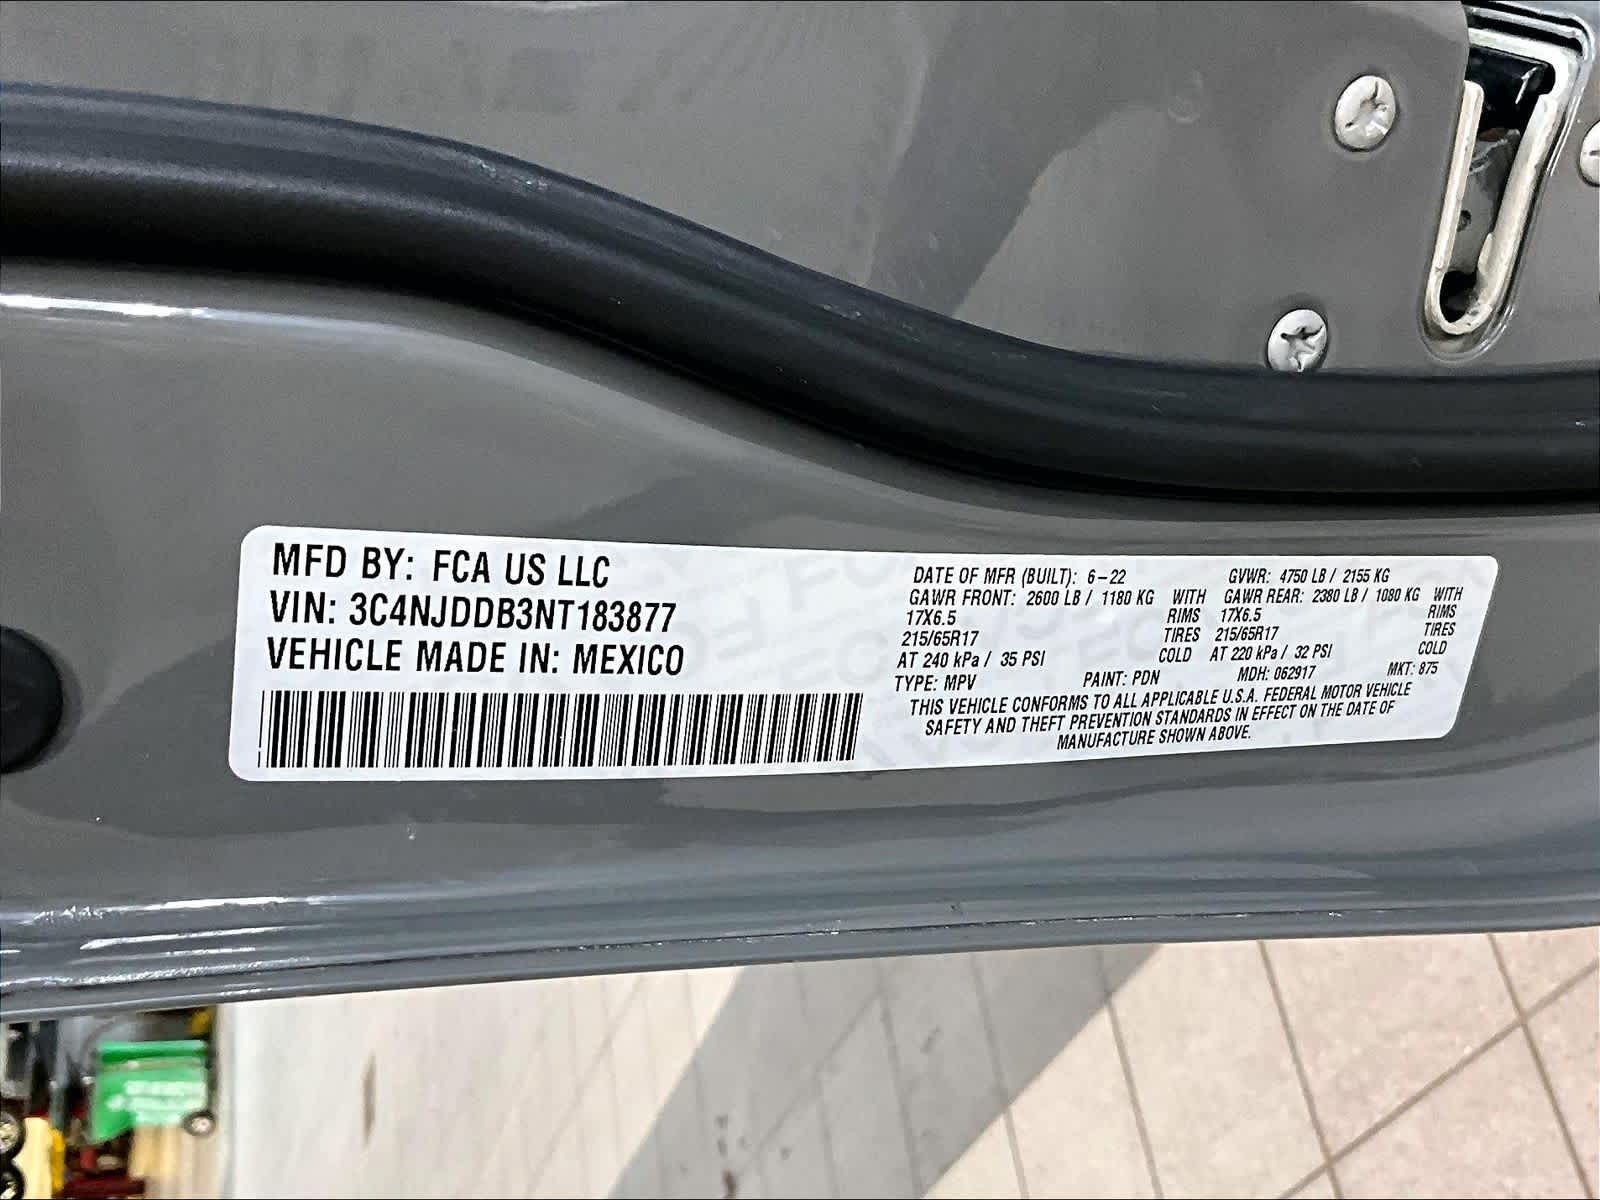 MFD BY: FCA US LLC
VIN: 3C4NJDDB3NT183877
VEHICLE MADE IN: MEXICO
DATE OF MFR (BUILT): 6-22 GVWR: 4750 LB / 2155 KG
GAWR FRONT: 2600 LB / 1180 KG WITH GAWR REAR: 2380 LB / 1080 KG WITH
17X6.5 RIMS 17X6.5 RIMS
215/65R17 TIRES 215/65R17 TIRES
AT 240 kPa / 35 PSI COLD AT 220 kPa / 32 PSI COLD
TYPE: MPV PAINT: PDN MDH: 062917 MKT: 875
THIS VEHICLE CONFORMS TO ALL APPLICABLE U.S.A. FEDERAL MOTOR VEHICLE
SAFETY AND THEFT PREVENTION STANDARDS IN EFFECT ON THE DATE OF
MANUFACTURE SHOWN ABOVE.